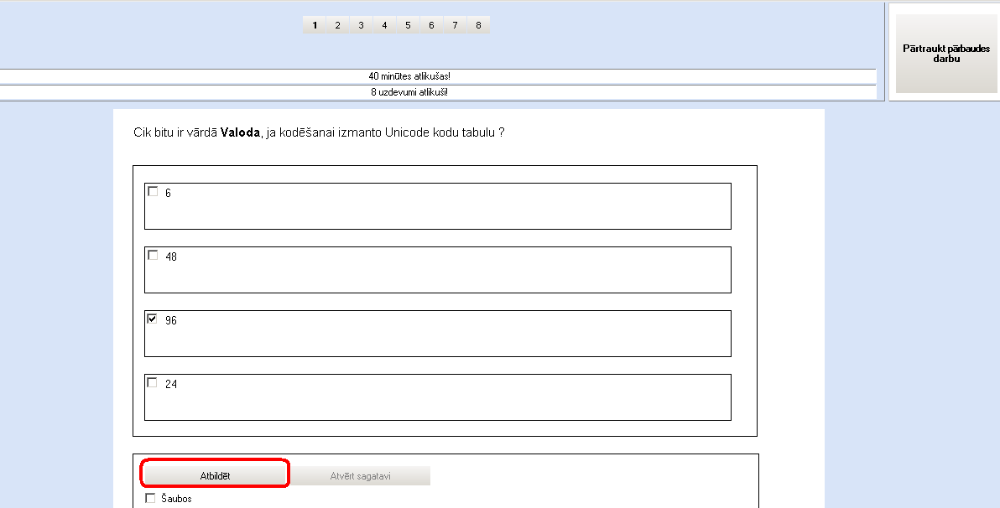 1 2 3 4 5 6 7 8
Pārtraukt pārbaudes
darbu
40 minūtes atlikušas!
8 uzdevumi atlikuši!
Cik bitu ir vārdā Valoda, ja kodēšanai izmanto Unicode kodu tabulu ?
6
48
96
24
Atbildēt Atvērt sagatavi
Šaubos